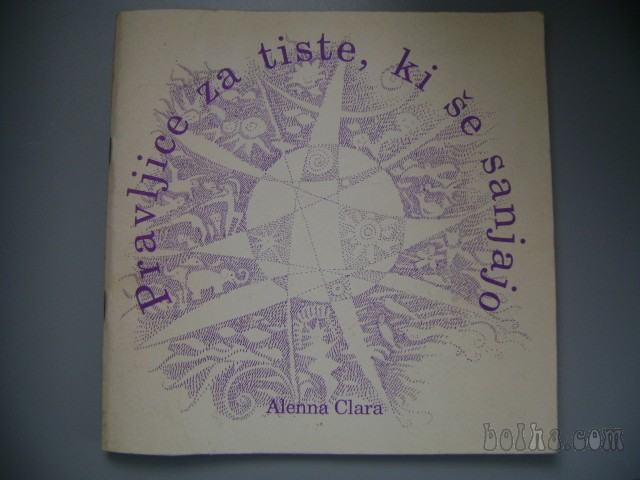 Pravljice za tiste, ki še sanjajo
Alenna Clara
bolha.com